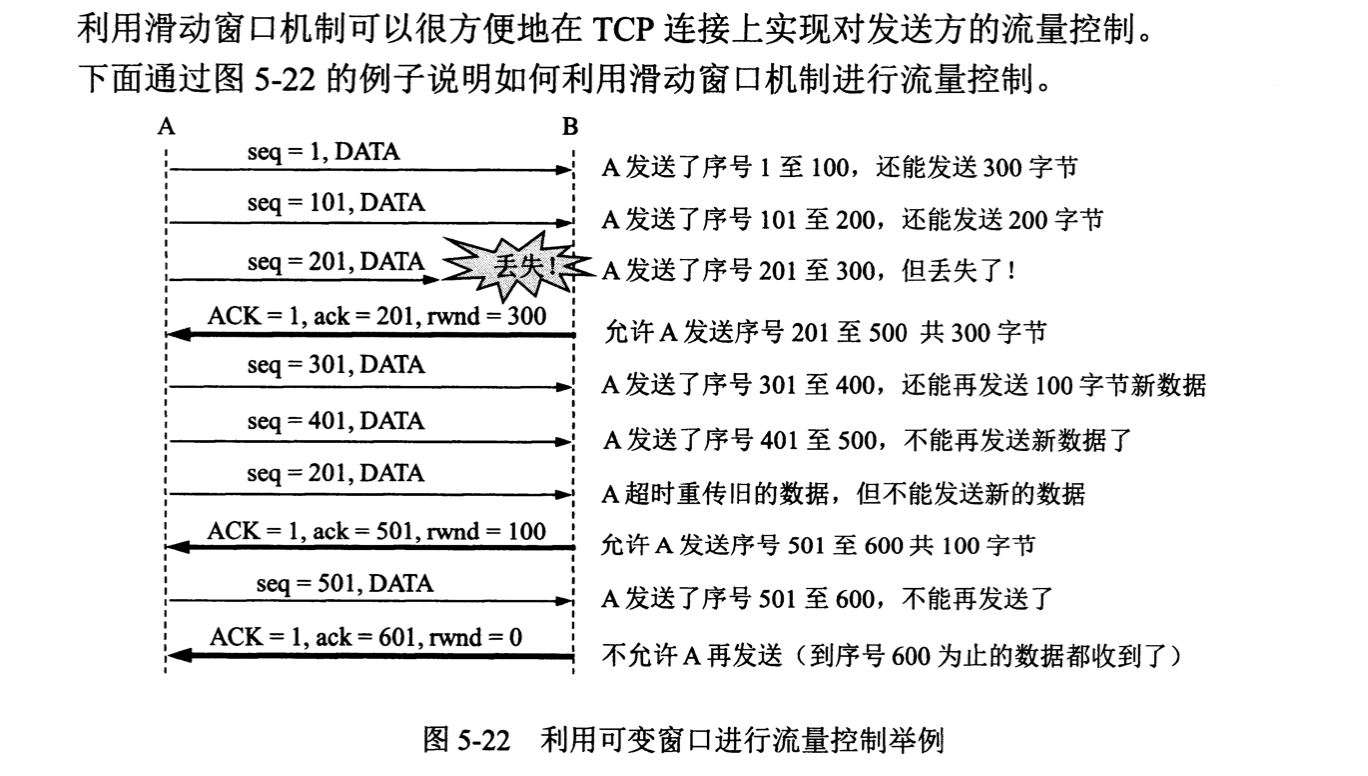 利用滑动窗口机制可以很方便地在 TCP 连接上实现对发送方的流量控制。
下面通过图 5-22 的例子说明如何利用滑动窗口机制进行流量控制。
A
B
seq = 1, DATA
A 发送了序号 1 至 100，还能发送 300 字节
seq = 101, DATA
A 发送了序号 101 至 200，还能发送 200 字节
seq = 201, DATA
丢失！
A 发送了序号 201 至 300，但丢失了！
ACK = 1, ack = 201, rwnd = 300
允许 A 发送序号 201 至 500 共 300 字节
seq = 301, DATA
A 发送了序号 301 至 400，还能再发送 100 字节新数据
seq = 401, DATA
A 发送了序号 401 至 500，不能再发送新数据了
seq = 201, DATA
A 超时重传旧的数据，但不能发送新的数据
ACK = 1, ack = 501, rwnd = 100
允许 A 发送序号 501 至 600 共 100 字节
seq = 501, DATA
A 发送了序号 501 至 600，不能再发送了
ACK = 1, ack = 601, rwnd = 0
不允许 A 再发送（到序号 600 为止的数据都收到了）
图 5-22 利用可变窗口进行流量控制举例